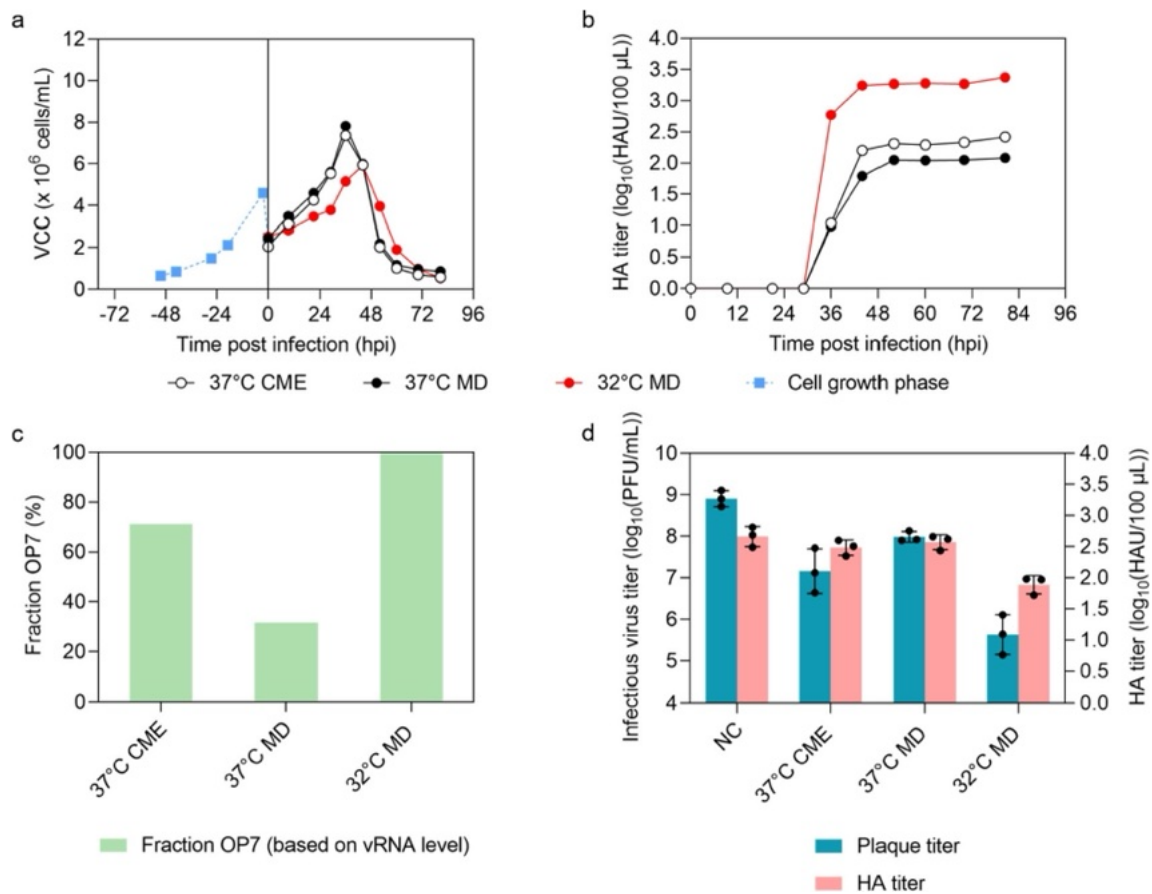 a
12
10
8
6
4
2
0
VCC (x 10⁶ cells/mL)
-72 -48 -24 0 24 48 72 96
Time post infection (hpi)
b
4.0
3.5
3.0
2.5
2.0
1.5
1.0
0.5
0.0
HA titer (log₁₀(HAU/100 µL))
0 12 24 36 48 60 72 84 96
Time post infection (hpi)
37°C CME 37°C MD 32°C MD Cell growth phase
c
100
80
60
40
20
0
Fraction OP7 (%)
37°C CME 37°C MD 32°C MD
Fraction OP7 (based on vRNA level)
d
10
9
8
7
6
5
4
Infectious virus titer (log₁₀(PFU/mL))
4.0
3.5
3.0
2.5
2.0
1.5
1.0
0.5
0.0
HA titer (log₁₀(HAU/100 µL))
NC 37°C CME 37°C MD 32°C MD
Plaque titer
HA titer